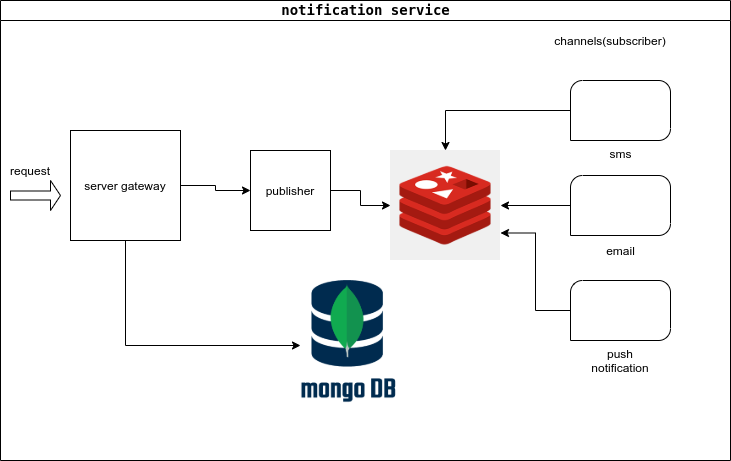 notification service
channels(subscriber)
request
server gateway
publisher
sms
email
mongo DB
push
notification